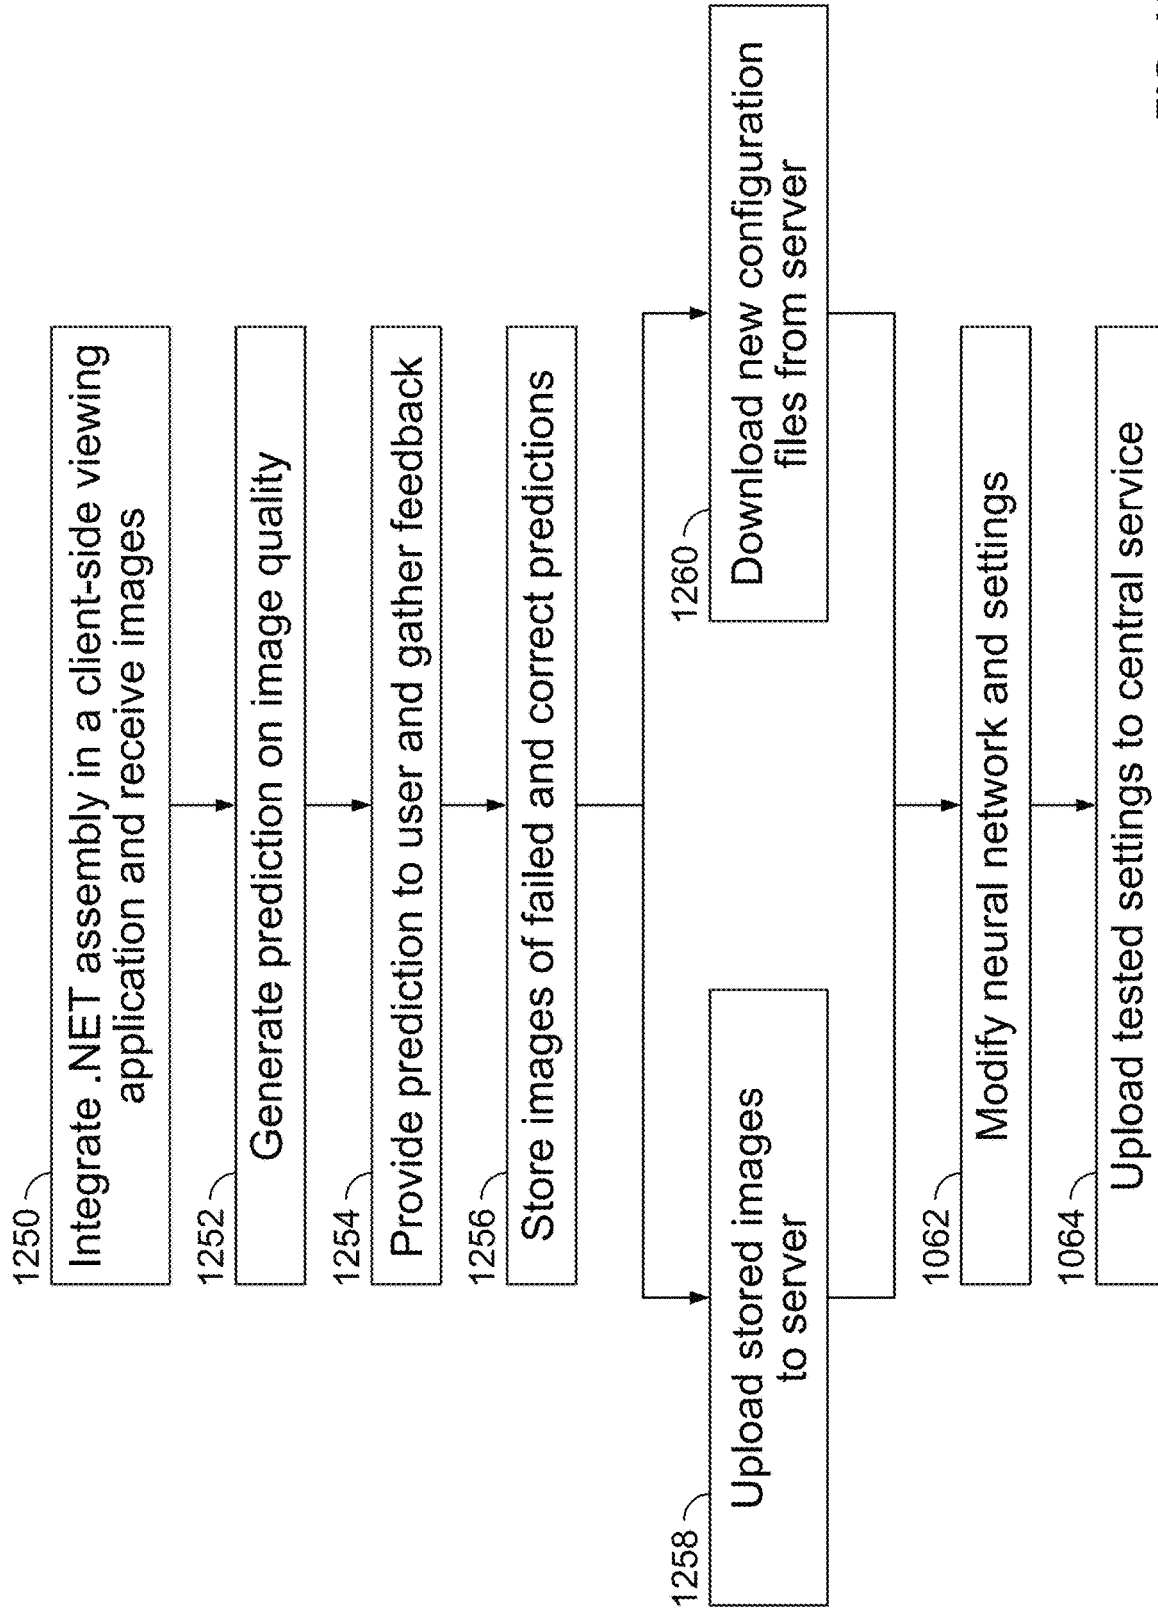 1250
Integrate .NET assembly in a client-side viewing
application and receive images
1252
Generate prediction on image quality
1254
Provide prediction to user and gather feedback
1256
Store images of failed and correct predictions
1258
Upload stored images
to server
1260
Download new configuration
files from server
1062
Modify neural network and settings
1064
Upload tested settings to central service